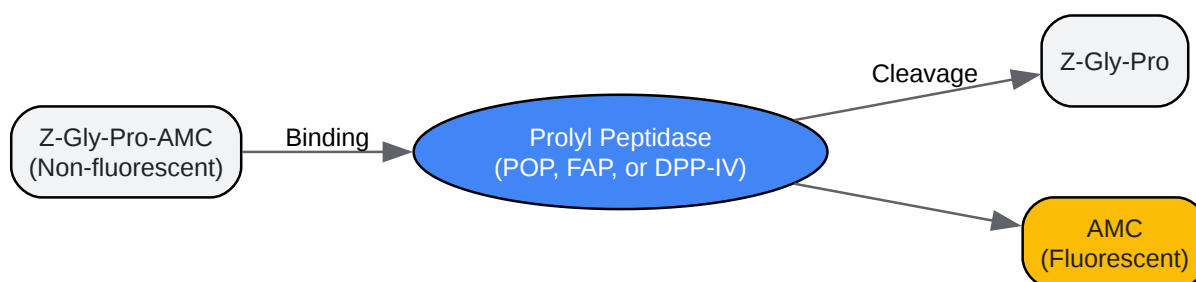 Z-Gly-Pro-AMC
(Non-fluorescent)
Binding
Prolyl Peptidase
(POP, FAP, or DPP-IV)
Cleavage
Z-Gly-Pro
AMC
(Fluorescent)